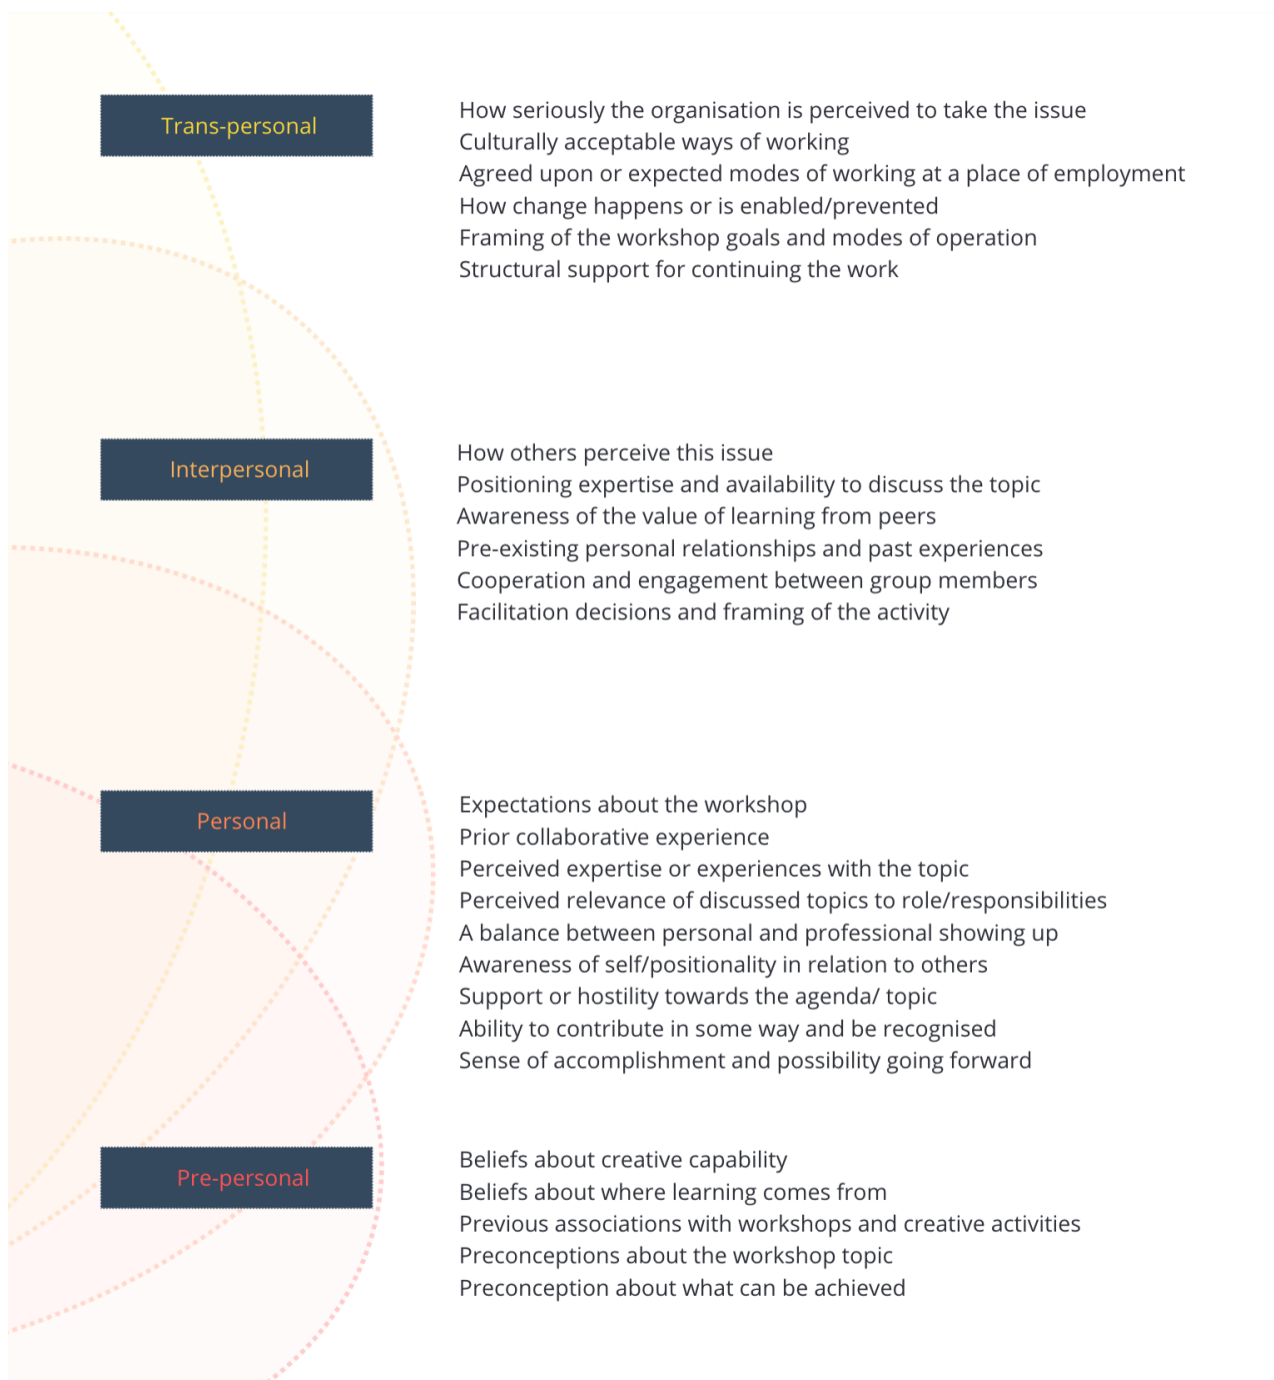 Trans-personal
How seriously the organisation is perceived to take the issue
Culturally acceptable ways of working
Agreed upon or expected modes of working at a place of employment
How change happens or is enabled/prevented
Framing of the workshop goals and modes of operation
Structural support for continuing the work
Interpersonal
How others perceive this issue
Positioning expertise and availability to discuss the topic
Awareness of the value of learning from peers
Pre-existing personal relationships and past experiences
Cooperation and engagement between group members
Facilitation decisions and framing of the activity
Personal
Expectations about the workshop
Prior collaborative experience
Perceived expertise or experiences with the topic
Perceived relevance of discussed topics to role/responsibilities
A balance between personal and professional showing up
Awareness of self/positionality in relation to others
Support or hostility towards the agenda/ topic
Ability to contribute in some way and be recognised
Sense of accomplishment and possibility going forward
Pre-personal
Beliefs about creative capability
Beliefs about where learning comes from
Previous associations with workshops and creative activities
Preconceptions about the workshop topic
Preconception about what can be achieved